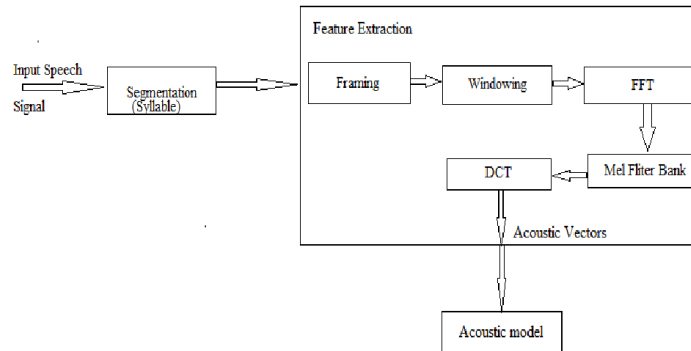 Feature Extraction
Input Speech
Signal
Segmentation
(Syllable)
Framing
Windowing
FFT
Mel Fliter Bank
DCT
Acoustic Vectors
Acoustic model